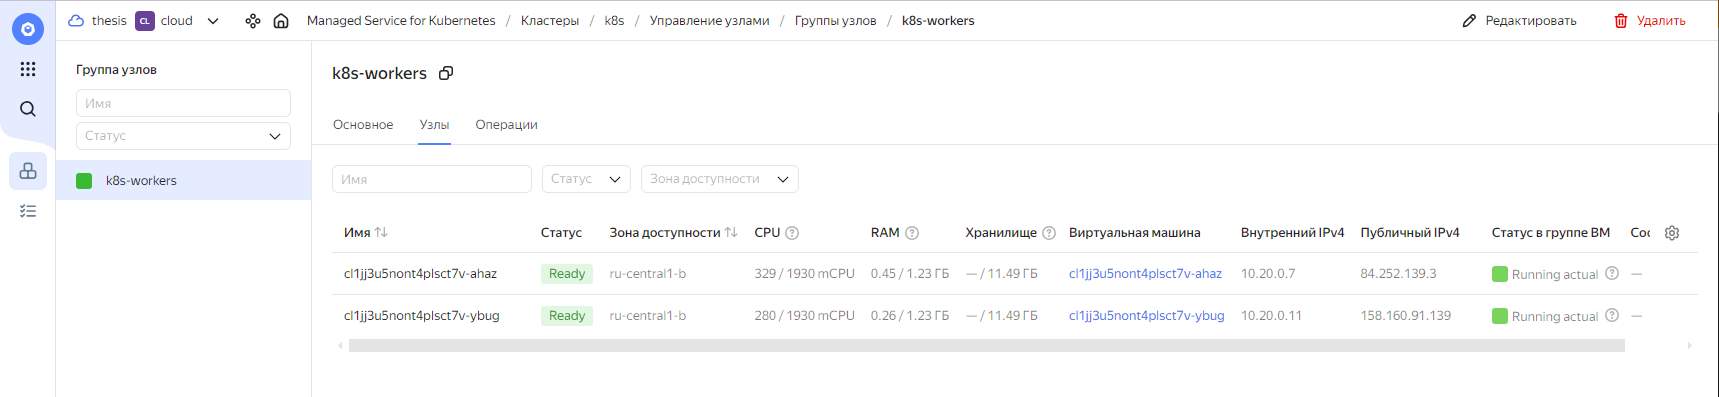 thesis CL cloud Managed Service for Kubernetes / Кластеры / k8s / Управление узлами / Группы узлов / k8s-workers Редактировать Удалить
Группа узлов
Имя
Статус
k8s-workers
k8s-workers
Основное Узлы Операции
Имя Статус Зона доступности
Имя Статус Зона доступности CPU RAM Хранилище Виртуальная машина Внутренний IPv4 Публичный IPv4 Статус в группе ВМ Сос
cl1jj3u5nont4plsct7v-ahaz Ready ru-central1-b 329 / 1930 mCPU 0.45 / 1.23 ГБ — / 11.49 ГБ cl1jj3u5nont4plsct7v-ahaz 10.20.0.7 84.252.139.3 Running actual —
cl1jj3u5nont4plsct7v-ybug Ready ru-central1-b 280 / 1930 mCPU 0.26 / 1.23 ГБ — / 11.49 ГБ cl1jj3u5nont4plsct7v-ybug 10.20.0.11 158.160.91.139 Running actual —